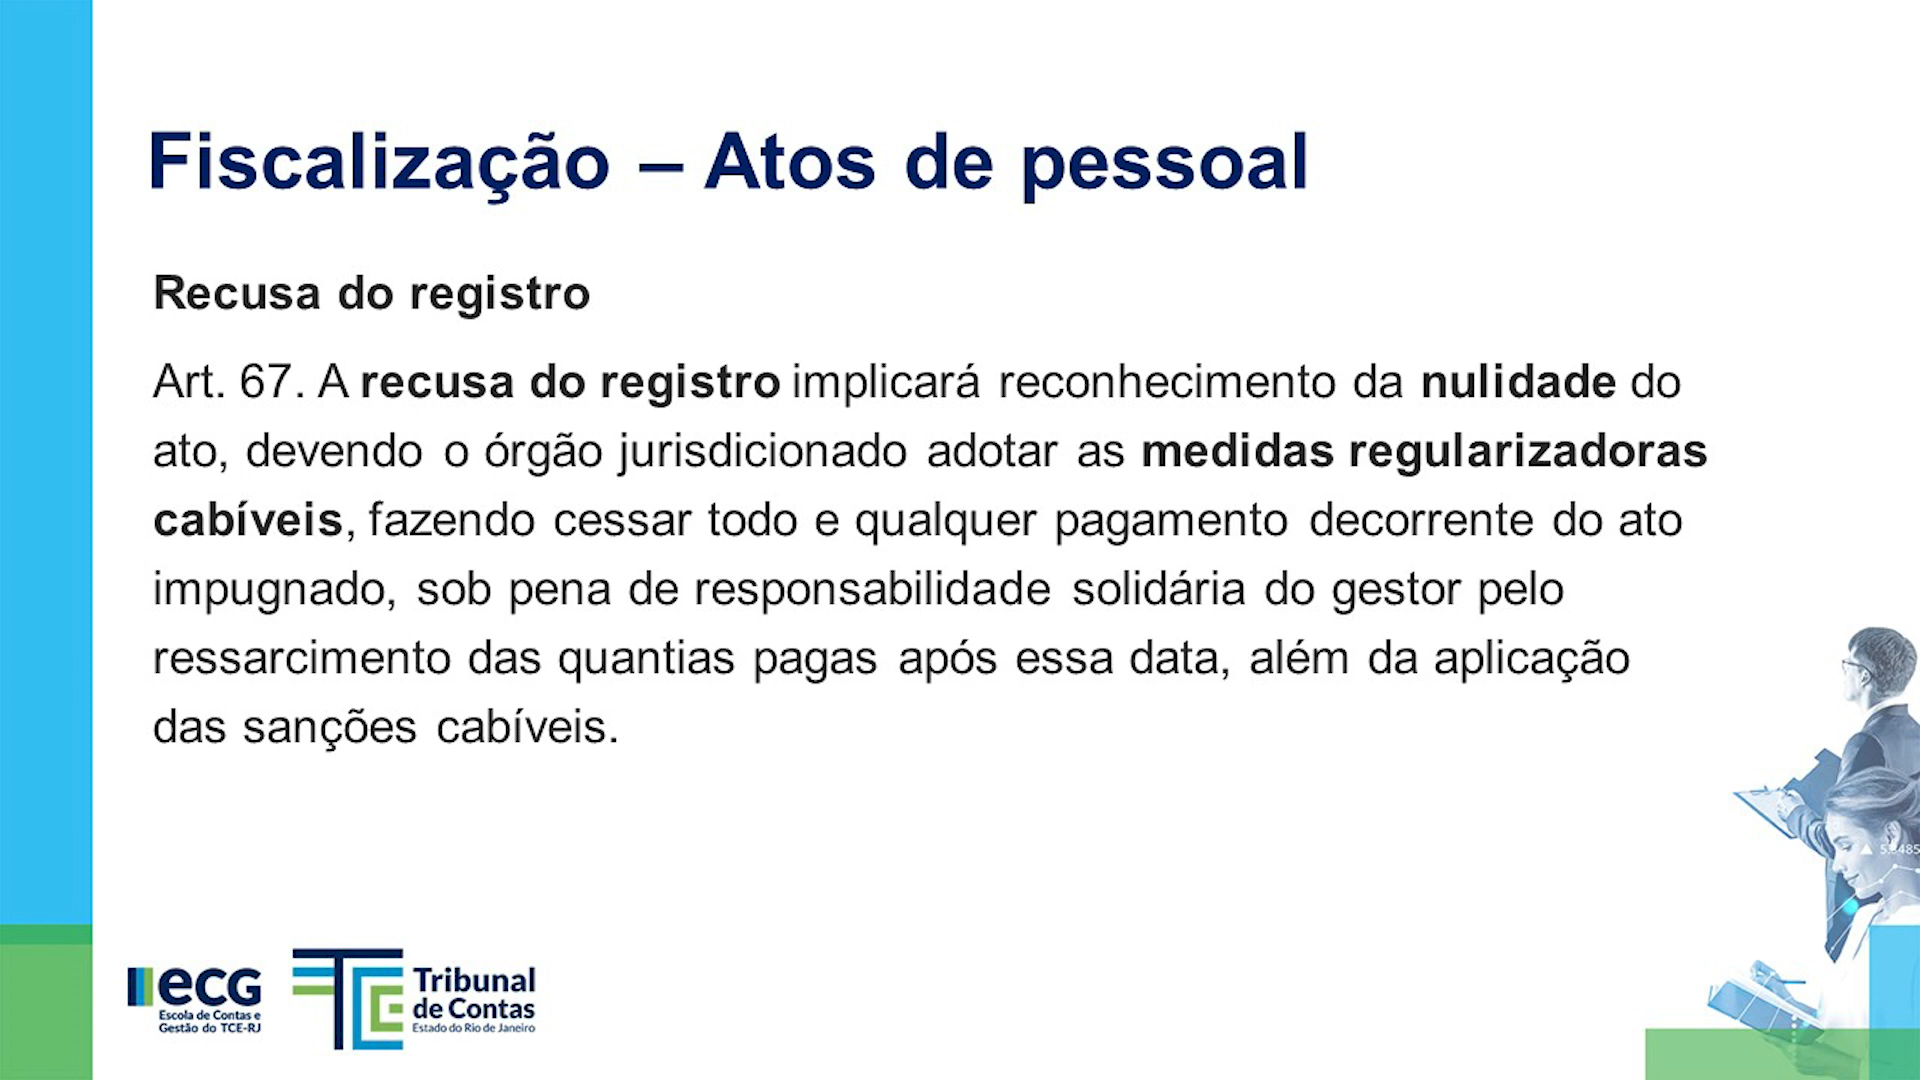 Fiscalização – Atos de pessoal
Recusa do registro
Art. 67. A recusa do registro implicará reconhecimento da nulidade do
ato, devendo o órgão jurisdicionado adotar as medidas regularizadoras
cabíveis, fazendo cessar todo e qualquer pagamento decorrente do ato
impugnado, sob pena de responsabilidade solidária do gestor pelo
ressarcimento das quantias pagas após essa data, além da aplicação
das sanções cabíveis.
ecg
Escola de Contas e
Gestão do TCE-RJ
TCE
Tribunal
de Contas
Estado do Rio de Janeiro